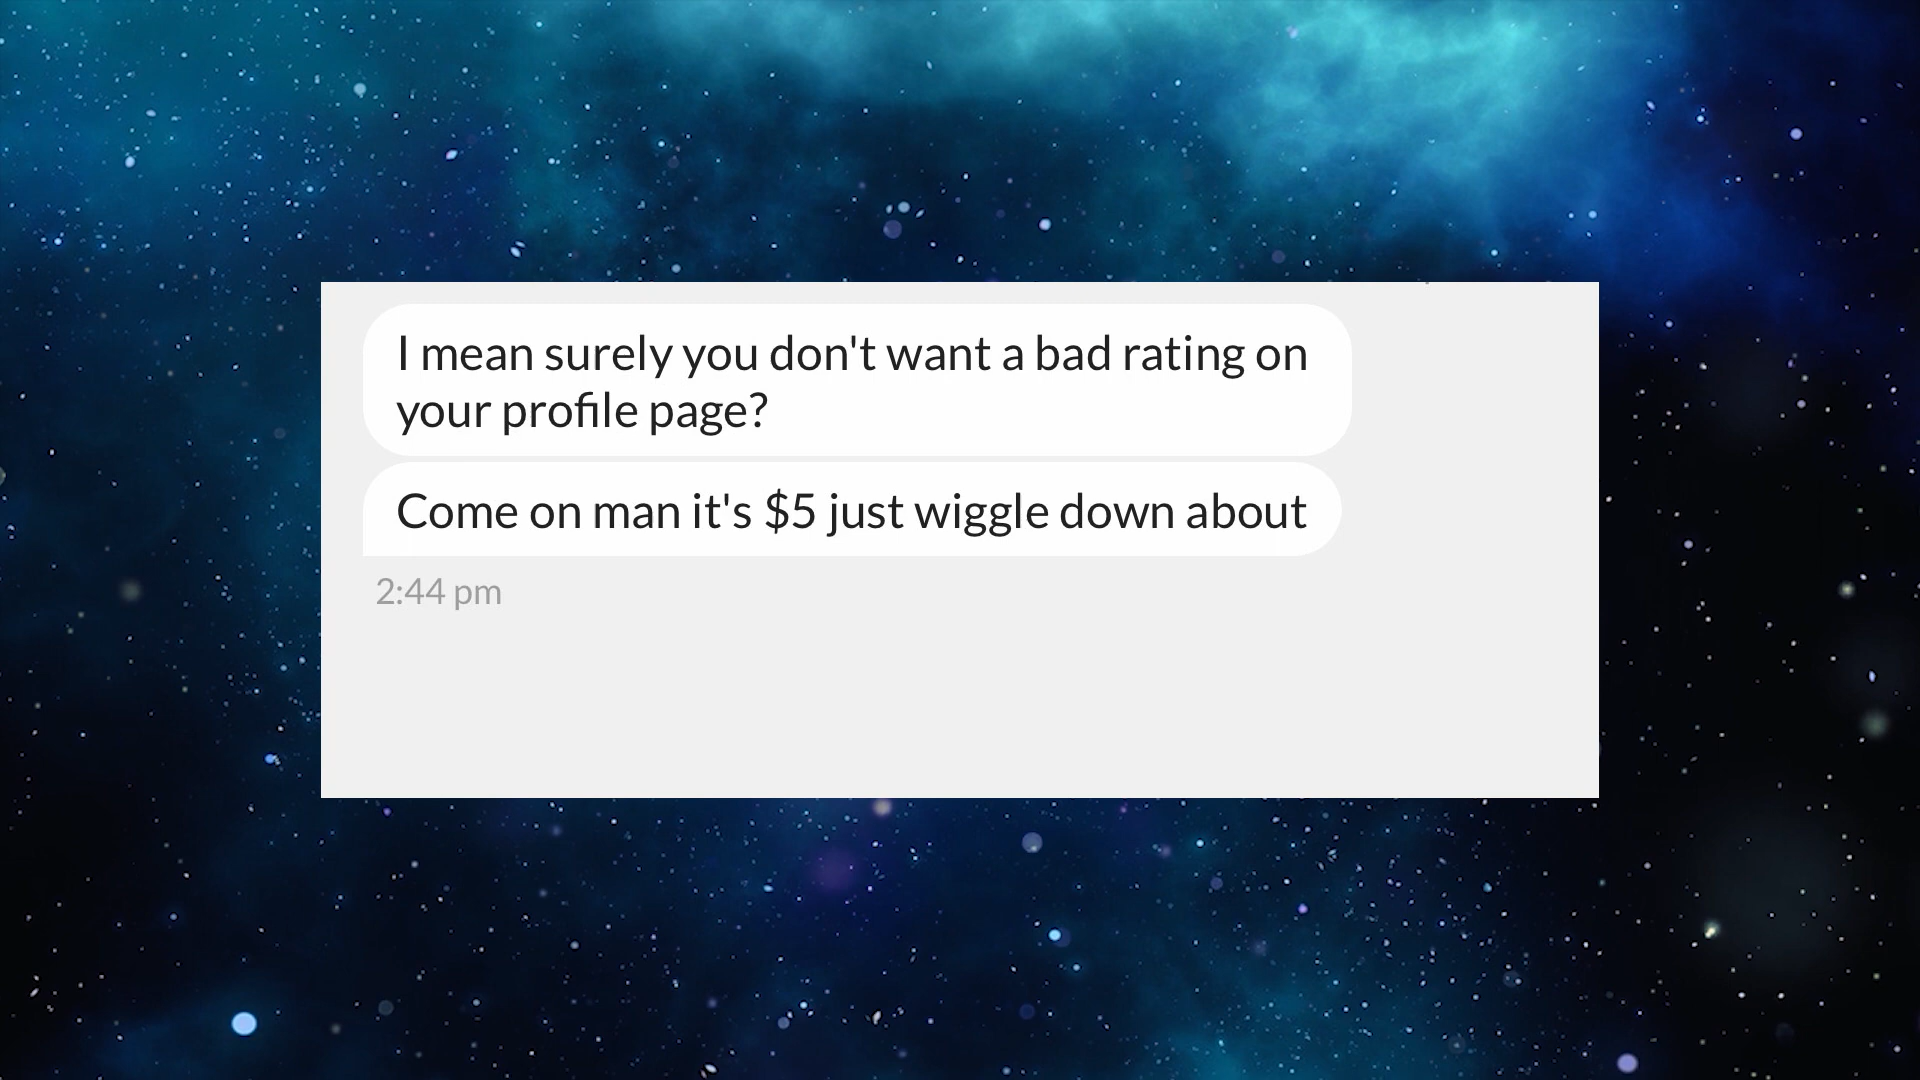 I mean surely you don't want a bad rating on
your profile page?
Come on man it's $5 just wiggle down about
2:44 pm